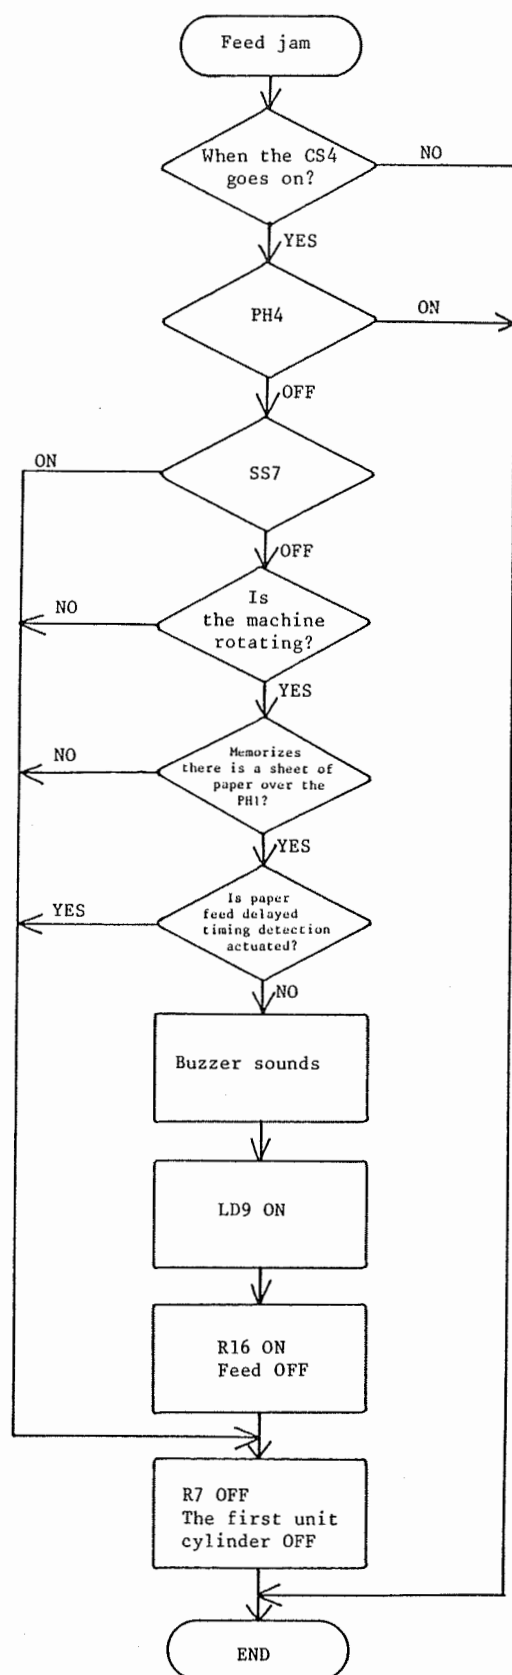 Feed jam
When the CS4
goes on?
NO
YES
PH4
ON
OFF
ON
SS7
OFF
Is
the machine
rotating?
NO
YES
Memorizes
there is a sheet of
paper over the
PH1?
NO
YES
Is paper
feed delayed
timing detection
actuated?
YES
NO
Buzzer sounds
LD9 ON
R16 ON
Feed OFF
R7 OFF
The first unit
cylinder OFF
END